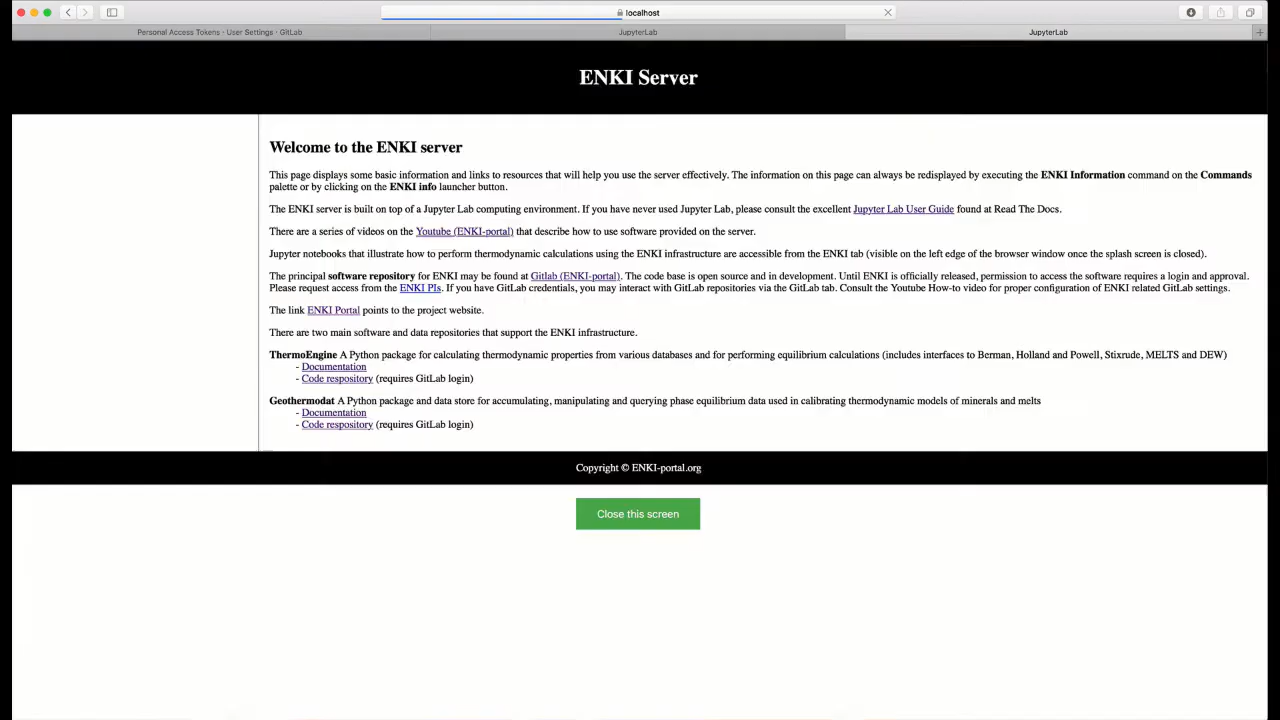 localhost
Personal Access Tokens · User Settings · GitLab
JupyterLab
JupyterLab
ENKI Server
Welcome to the ENKI server
This page displays some basic information and links to resources that will help you use the server effectively. The information on this page can always be redisplayed by executing the ENKI Information command on the Commands
palette or by clicking on the ENKI info launcher button.
The ENKI server is built on top of a Jupyter Lab computing environment. If you have never used Jupyter Lab, please consult the excellent Jupyter Lab User Guide found at Read The Docs.
There are a series of videos on the Youtube (ENKI-portal) that describe how to use software provided on the server.
Jupyter notebooks that illustrate how to perform thermodynamic calculations using the ENKI infrastructure are accessible from the ENKI tab (visible on the left edge of the browser window once the splash screen is closed).
The principal software repository for ENKI may be found at Gitlab (ENKI-portal). The code base is open source and in development. Until ENKI is officially released, permission to access the software requires a login and approval.
Please request access from the ENKI PIs. If you have GitLab credentials, you may interact with GitLab repositories via the GitLab tab. Consult the Youtube How-to video for proper configuration of ENKI related GitLab settings.
The link ENKI Portal points to the project website.
There are two main software and data repositories that support the ENKI infrastructure.
ThermoEngine A Python package for calculating thermodynamic properties from various databases and for performing equilibrium calculations (includes interfaces to Berman, Holland and Powell, Stixrude, MELTS and DEW)
- Documentation
- Code respository (requires GitLab login)
Geothermodat A Python package and data store for accumulating, manipulating and querying phase equilibrium data used in calibrating thermodynamic models of minerals and melts
- Documentation
- Code respository (requires GitLab login)
Copyright © ENKI-portal.org
Close this screen